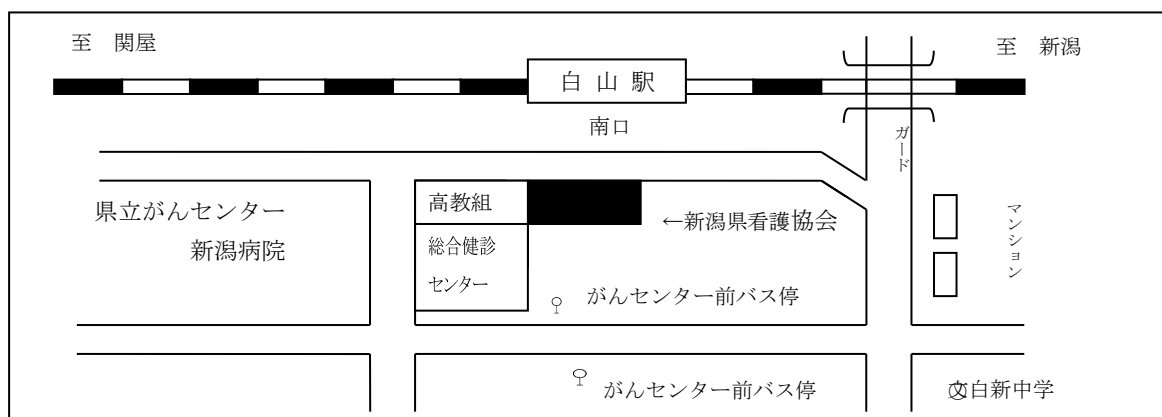 至　関屋
至　新潟
白 山 駅
南口
ガード
高教組
県立がんセンター
新潟病院
←新潟県看護協会
マンション
総合健診
センター
がんセンター前バス停
がんセンター前バス停
文白新中学